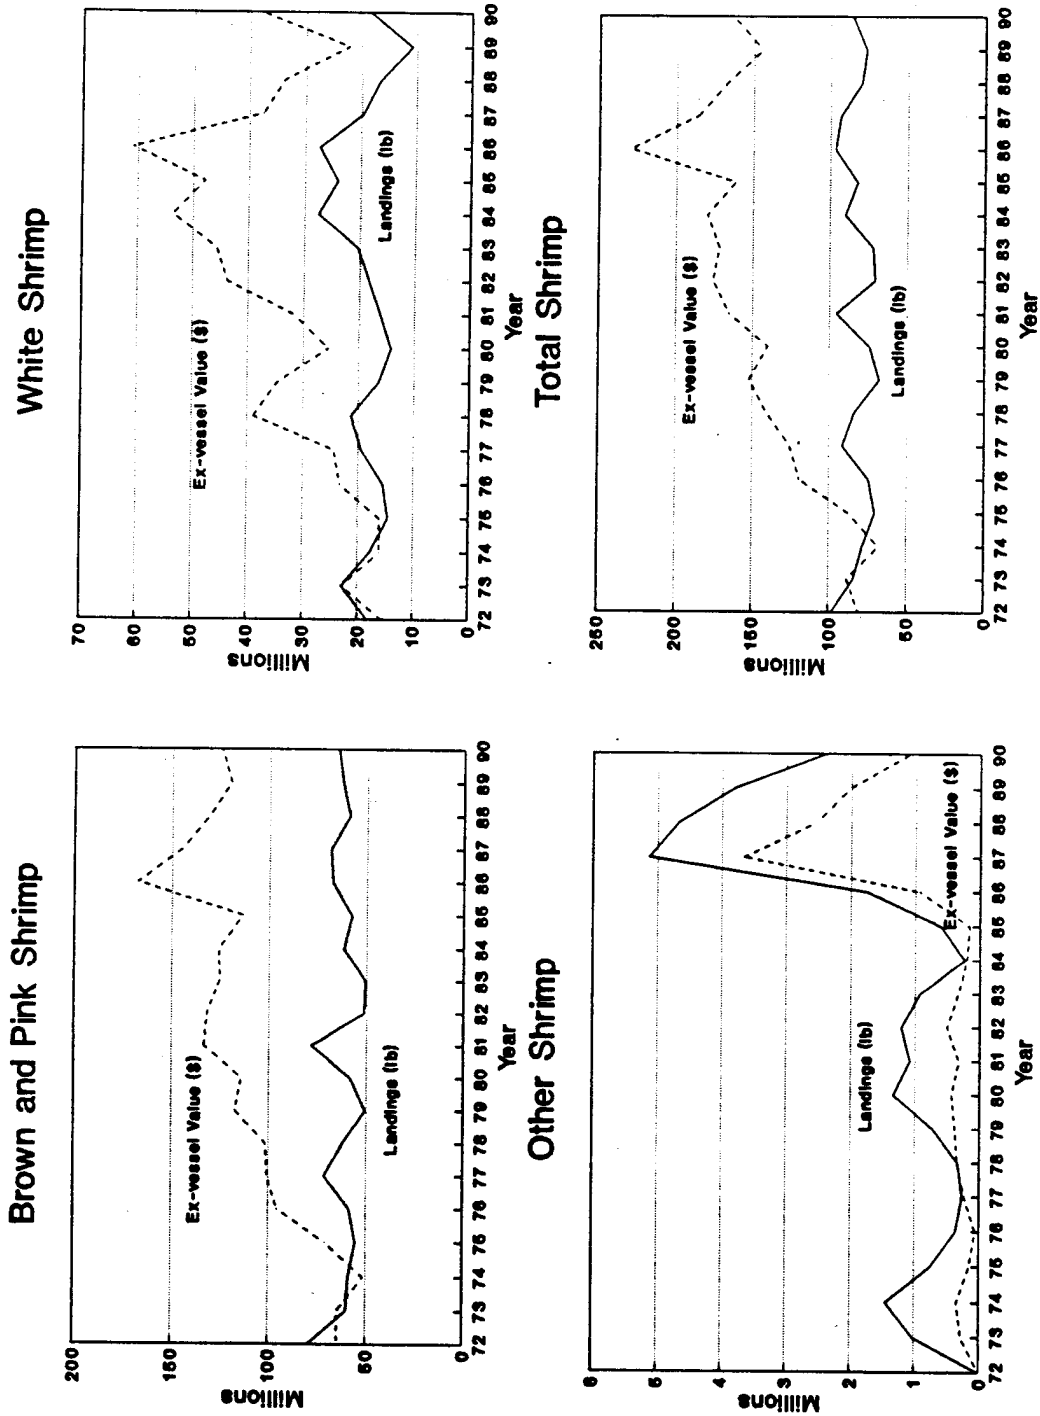 Brown and Pink Shrimp
Millions
200
150
100
50
0
Ex-vessel Value ($)
Landings (lb)
72 73 74 75 76 77 78 79 80 81 82 83 84 85 86 87 88 89 90
Year
White Shrimp
Millions
70
60
50
40
30
20
10
0
Ex-vessel Value ($)
Landings (lb)
72 73 74 75 76 77 78 79 80 81 82 83 84 85 86 87 88 89 90
Year
Other Shrimp
Millions
6
5
4
3
2
1
0
Landings (lb)
Ex-vessel Value ($)
72 73 74 75 76 77 78 79 80 81 82 83 84 85 86 87 88 89 90
Year
Total Shrimp
Millions
250
200
150
100
50
0
Ex-vessel Value ($)
Landings (lb)
72 73 74 75 76 77 78 79 80 81 82 83 84 85 86 87 88 89 90
Year